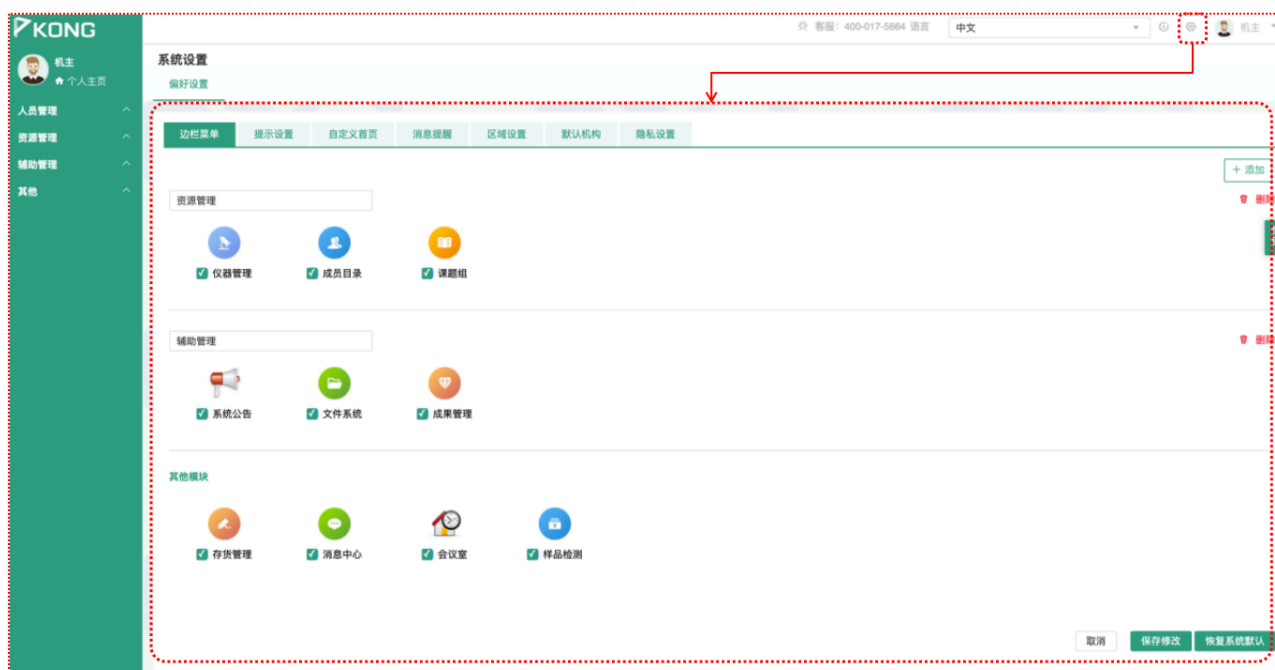 PKONG
客服：400-017-5664 语言 中文 机主
机主
个人主页
人员管理
资源管理
辅助管理
其他
系统设置
偏好设置
边栏菜单 提示设置 自定义首页 消息提醒 区域设置 默认机构 隐私设置
+ 添加
资源管理 删除
仪器管理 成员目录 课题组
辅助管理 删除
系统公告 文件系统 成果管理
其他模块
存货管理 消息中心 会议室 样品检测
取消 保存修改 恢复系统默认